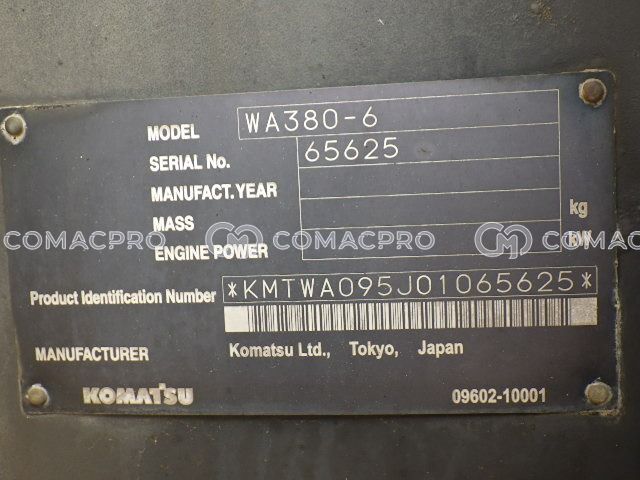 MODEL WA380-6
SERIAL No. 65625
MANUFACT.YEAR
MASS kg
COMACPRO COMACPRO
ENGINE POWER kW
Product Identification Number *KMTWA095J01065625*
MANUFACTURER Komatsu Ltd., Tokyo, Japan
KOMATSU 09602-10001